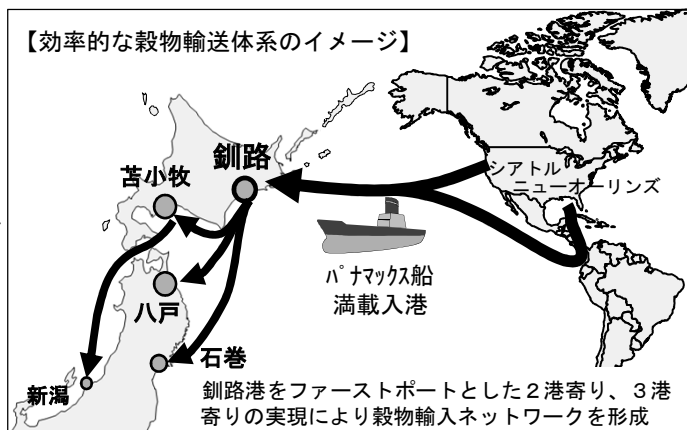 【効率的な穀物輸送体系のイメージ】
釧路
苫小牧
シアトル
ニューオーリンズ
パナマックス船
満載入港
八戸
石巻
新潟
釧路港をファーストポートとした２港寄り、３港
寄りの実現により穀物輸入ネットワークを形成